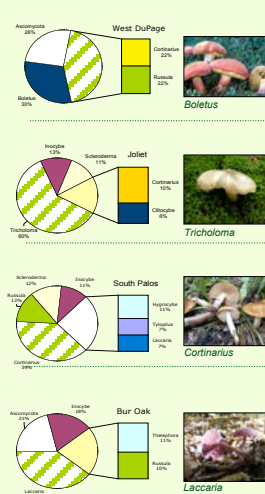 West DuPage
Ascomycota
26%
Cortinarius
22%
Russula
22%
Boletus
30%
Boletus
Joliet
Inocybe
13%
Scleroderma
11%
Cortinarius
10%
Clitocybe
6%
Tricholoma
60%
Tricholoma
South Palos
Scleroderma
12%
Inocybe
11%
Russula
13%
Hygrocybe
11%
Tylopilus
7%
Laccaria
7%
Cortinarius
39%
Cortinarius
Bur Oak
Inocybe
18%
Ascomycota
21%
Thelephora
11%
Russula
10%
Laccaria
Laccaria